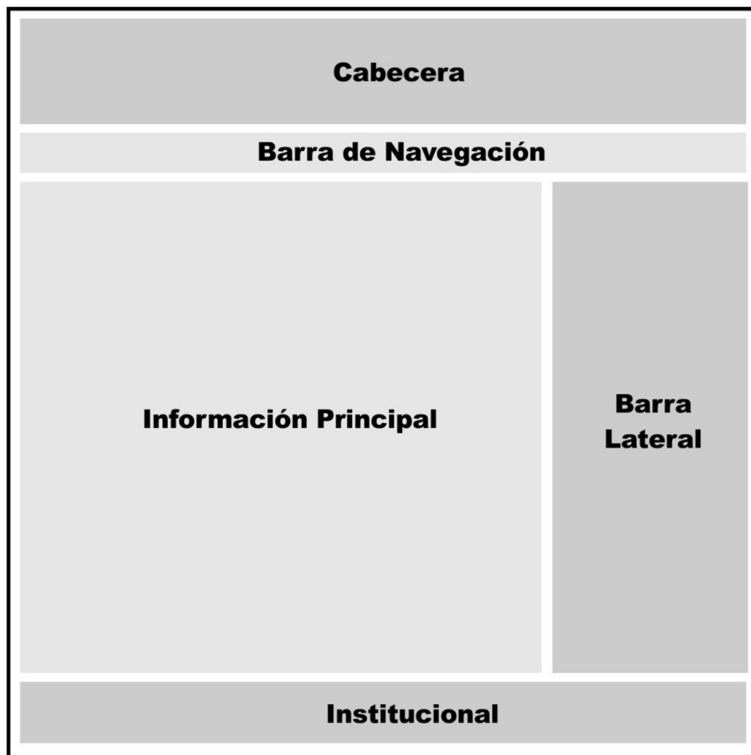 Cabecera
Barra de Navegación
Información Principal
Barra
Lateral
Institucional